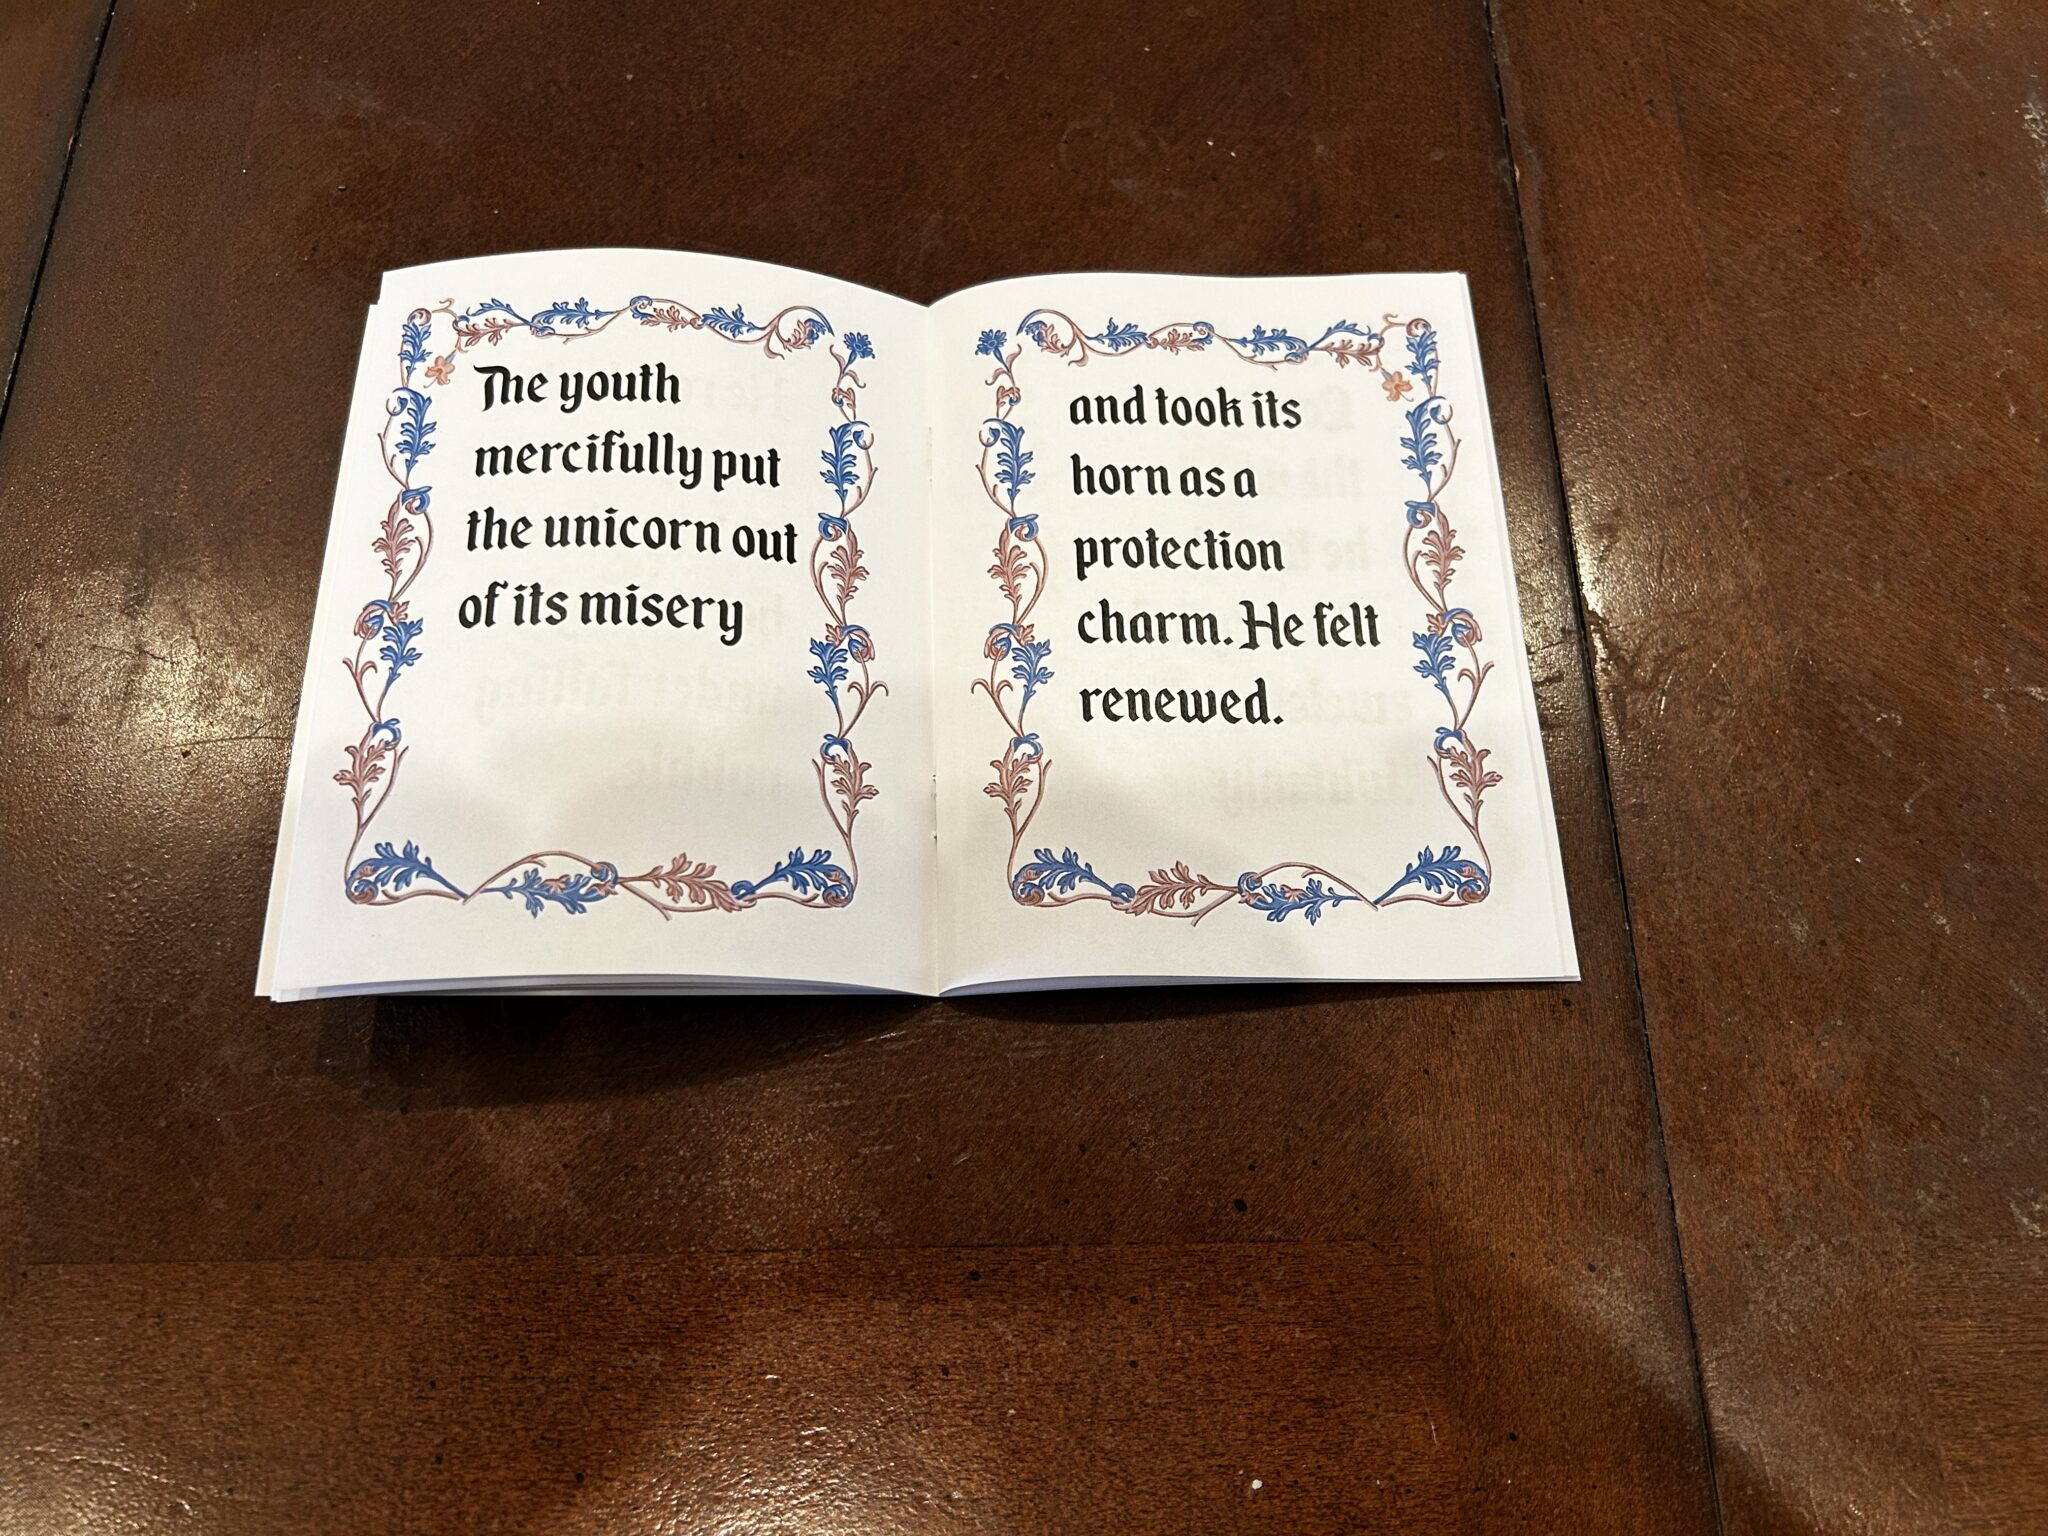 The youth
mercifully put
the unicorn out
of its misery
and took its
horn as a
protection
charm. He felt
renewed.